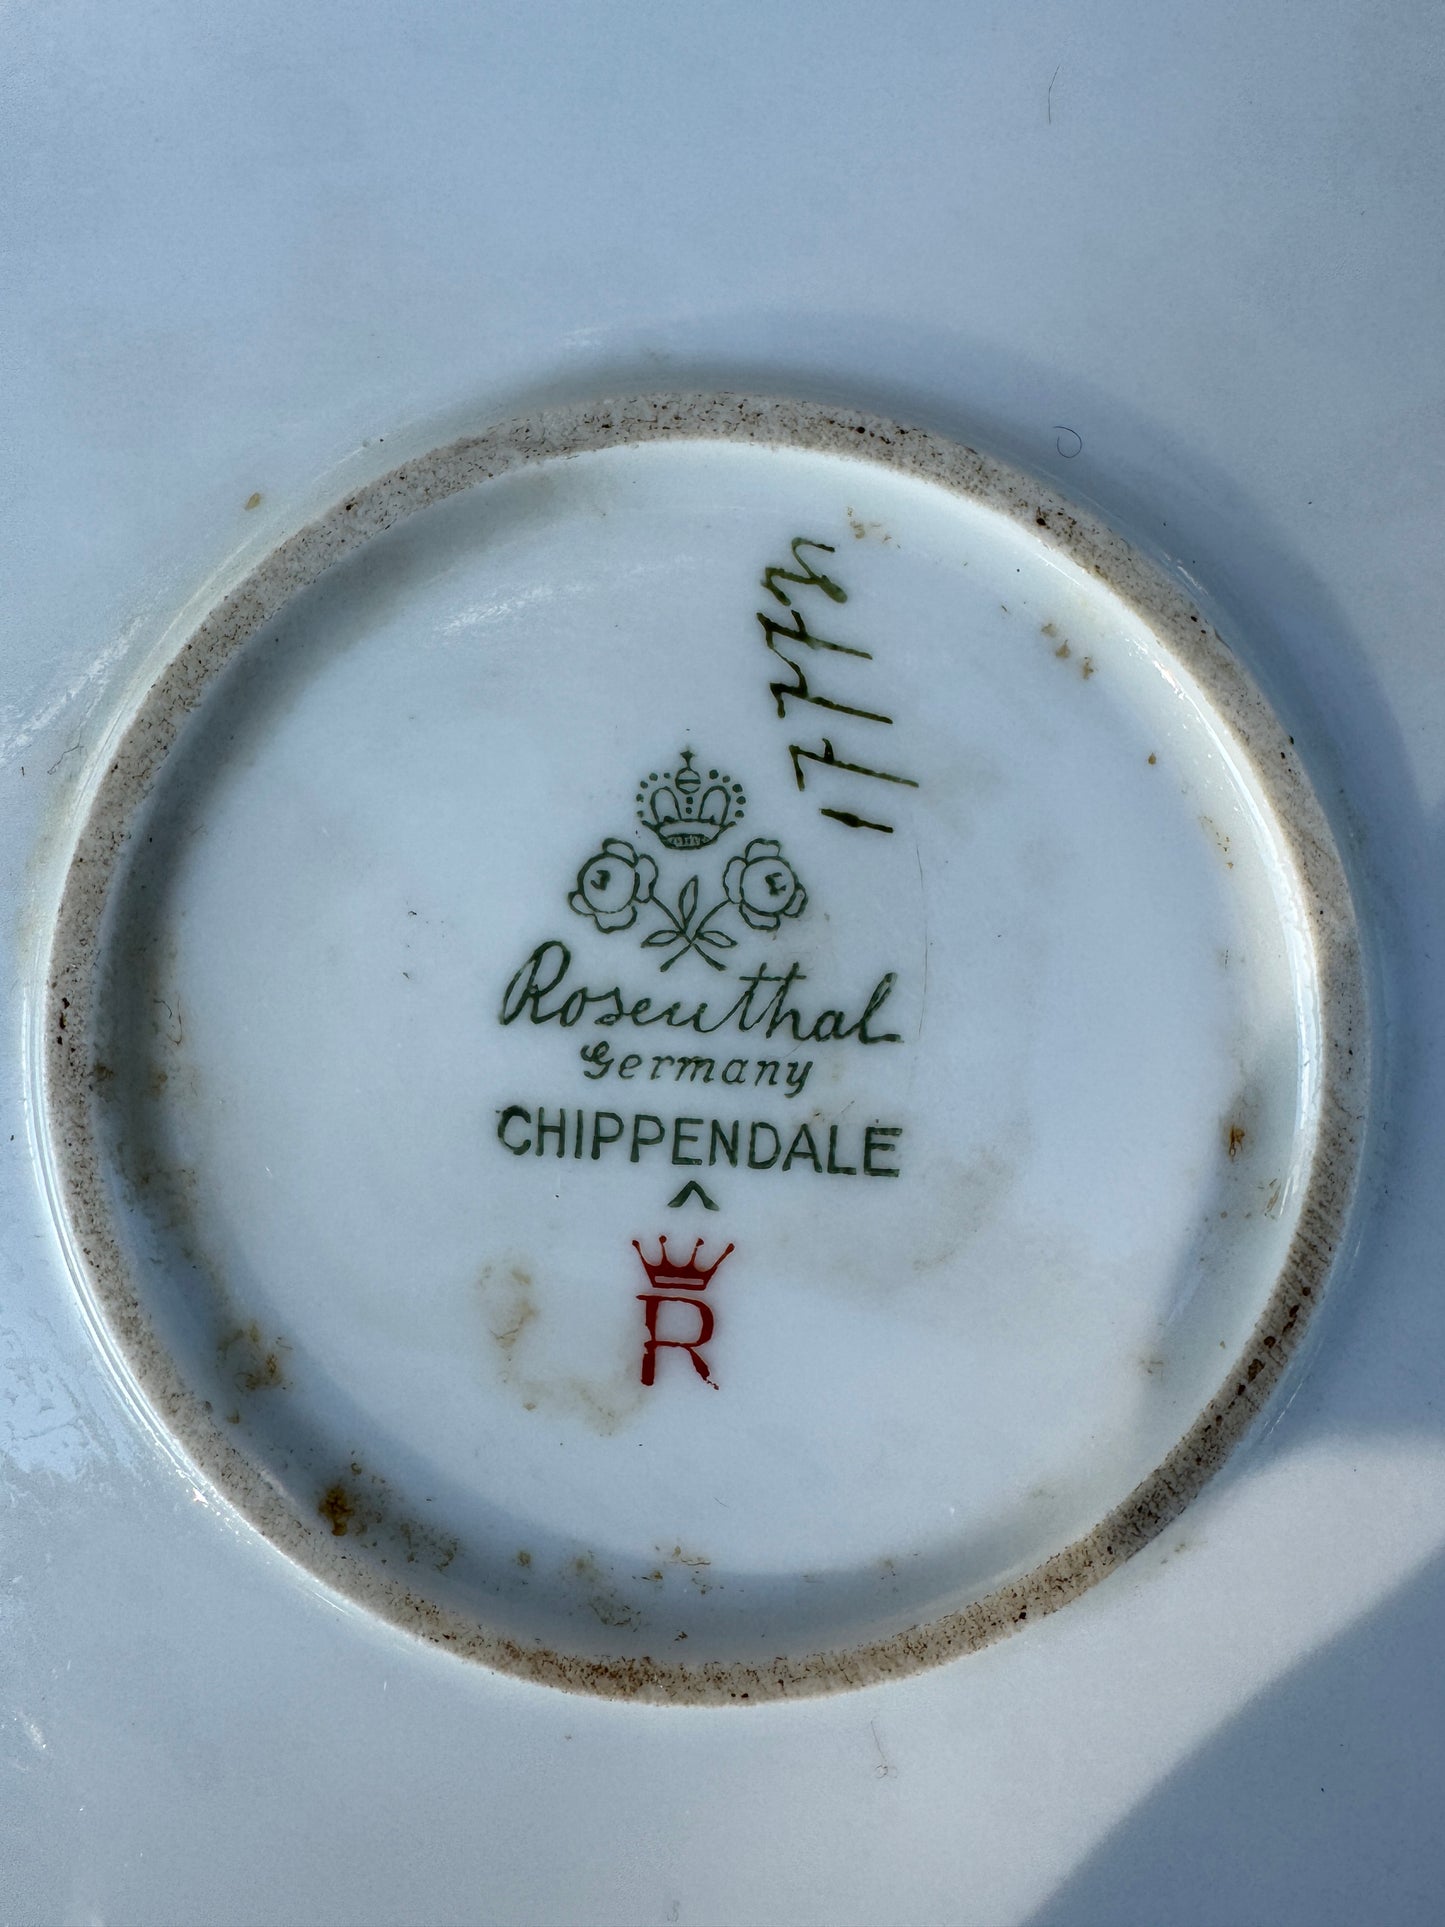 Rosenthal
Germany
CHIPPENDALE
R